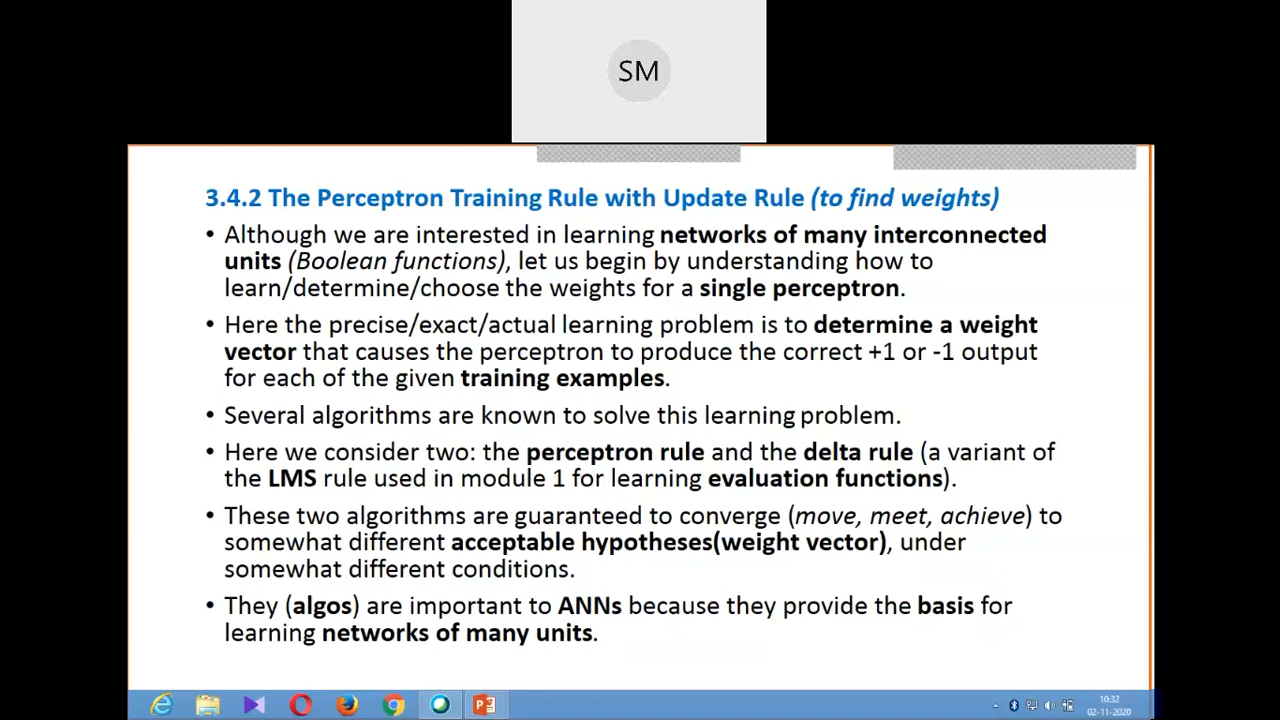 SM
3.4.2 The Perceptron Training Rule with Update Rule (to find weights)
• Although we are interested in learning networks of many interconnected
units (Boolean functions), let us begin by understanding how to
learn/determine/choose the weights for a single perceptron.
• Here the precise/exact/actual learning problem is to determine a weight
vector that causes the perceptron to produce the correct +1 or -1 output
for each of the given training examples.
• Several algorithms are known to solve this learning problem.
• Here we consider two: the perceptron rule and the delta rule (a variant of
the LMS rule used in module 1 for learning evaluation functions).
• These two algorithms are guaranteed to converge (move, meet, achieve) to
somewhat different acceptable hypotheses(weight vector), under
somewhat different conditions.
• They (algos) are important to ANNs because they provide the basis for
learning networks of many units.
10:32
02-11-2020